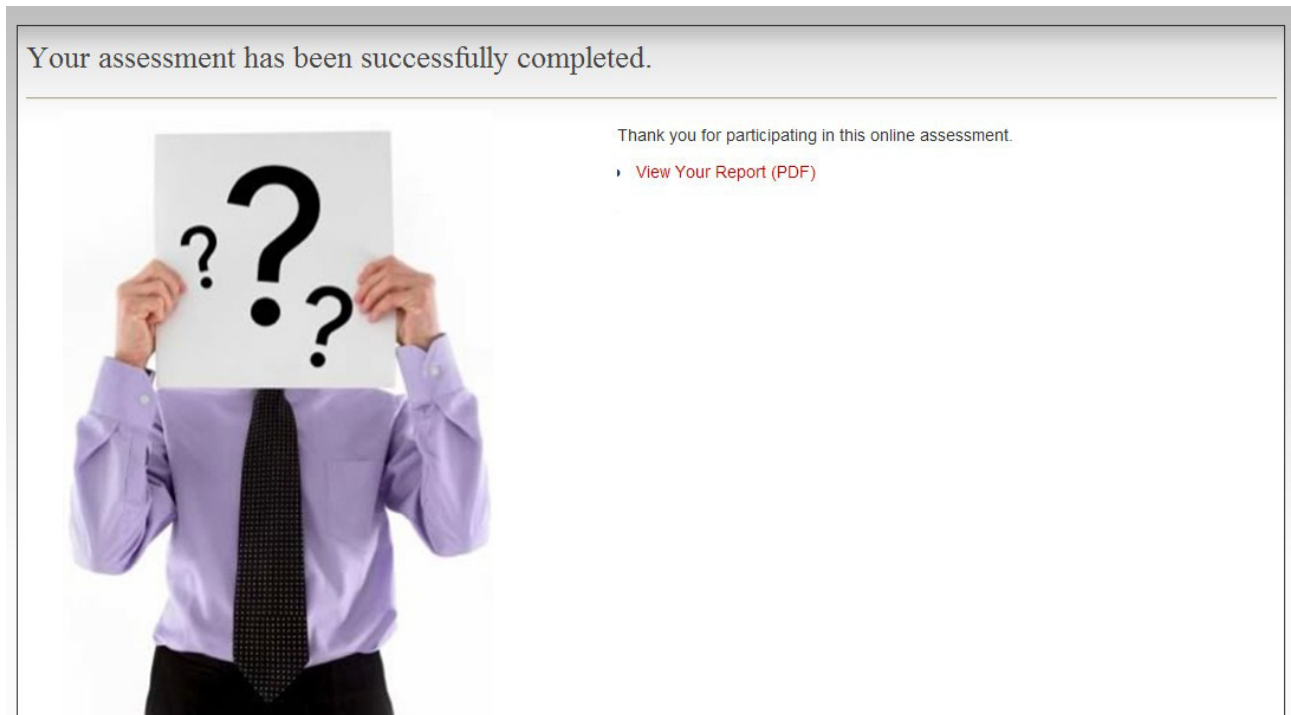 Your assessment has been successfully completed.
Thank you for participating in this online assessment.
View Your Report (PDF)
? ? ?